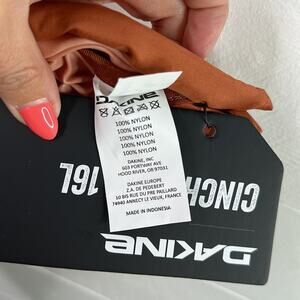 DAKINE
100% NYLON
100% NYLON
100% NYLON
100% NYLON
100% NYLON
DAKINE, INC
603 PORTWAY AVE
HOOD RIVER, OR 97031
DAKINE EUROPE
Z.A. DE PEDEBERT
10 BIS RUE DU PRE PAILLARD
74940 ANNECY LE VIEUX, FRANCE
MADE IN INDONESIA
CINCH 16L
DAKINE